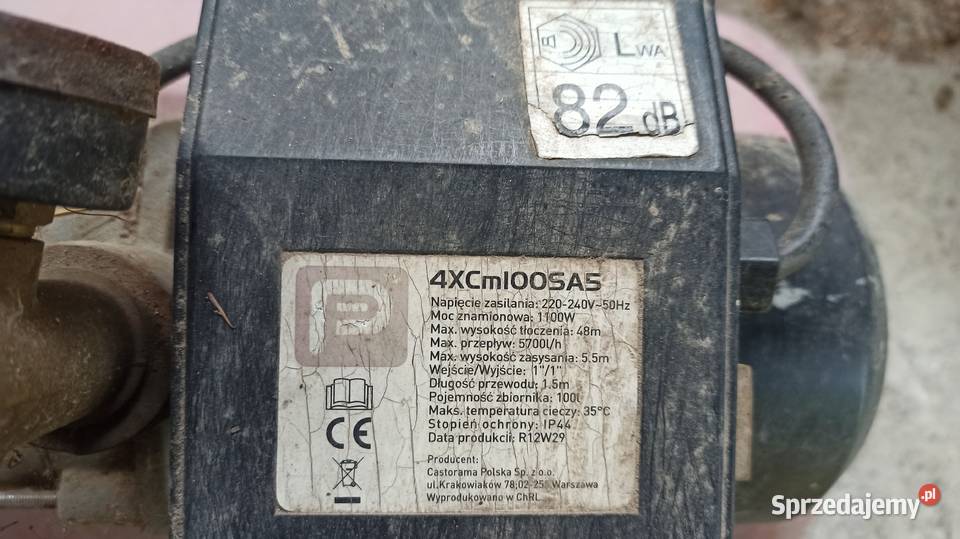 LWA
82 dB
4XCm100SA5
Napięcie zasilania: 220-240V~50Hz
Moc znamionowa: 1100W
Max. wysokość tłoczenia: 48m
Max. przepływ: 5700l/h
Max. wysokość zasysania: 5.5m
Wejście/Wyjście: 1"/1"
Długość przewodu: 1.5m
Pojemność zbiornika: 100l
Maks. temperatura cieczy: 35°C
Stopień ochrony: IP44
Data produkcji: R12W29
Producent:
Castorama Polska Sp. z o.o.
ul.Krakowiaków 78,02-255 Warszawa
Wyprodukowano w ChRL
CE
Sprzedajemy.pl